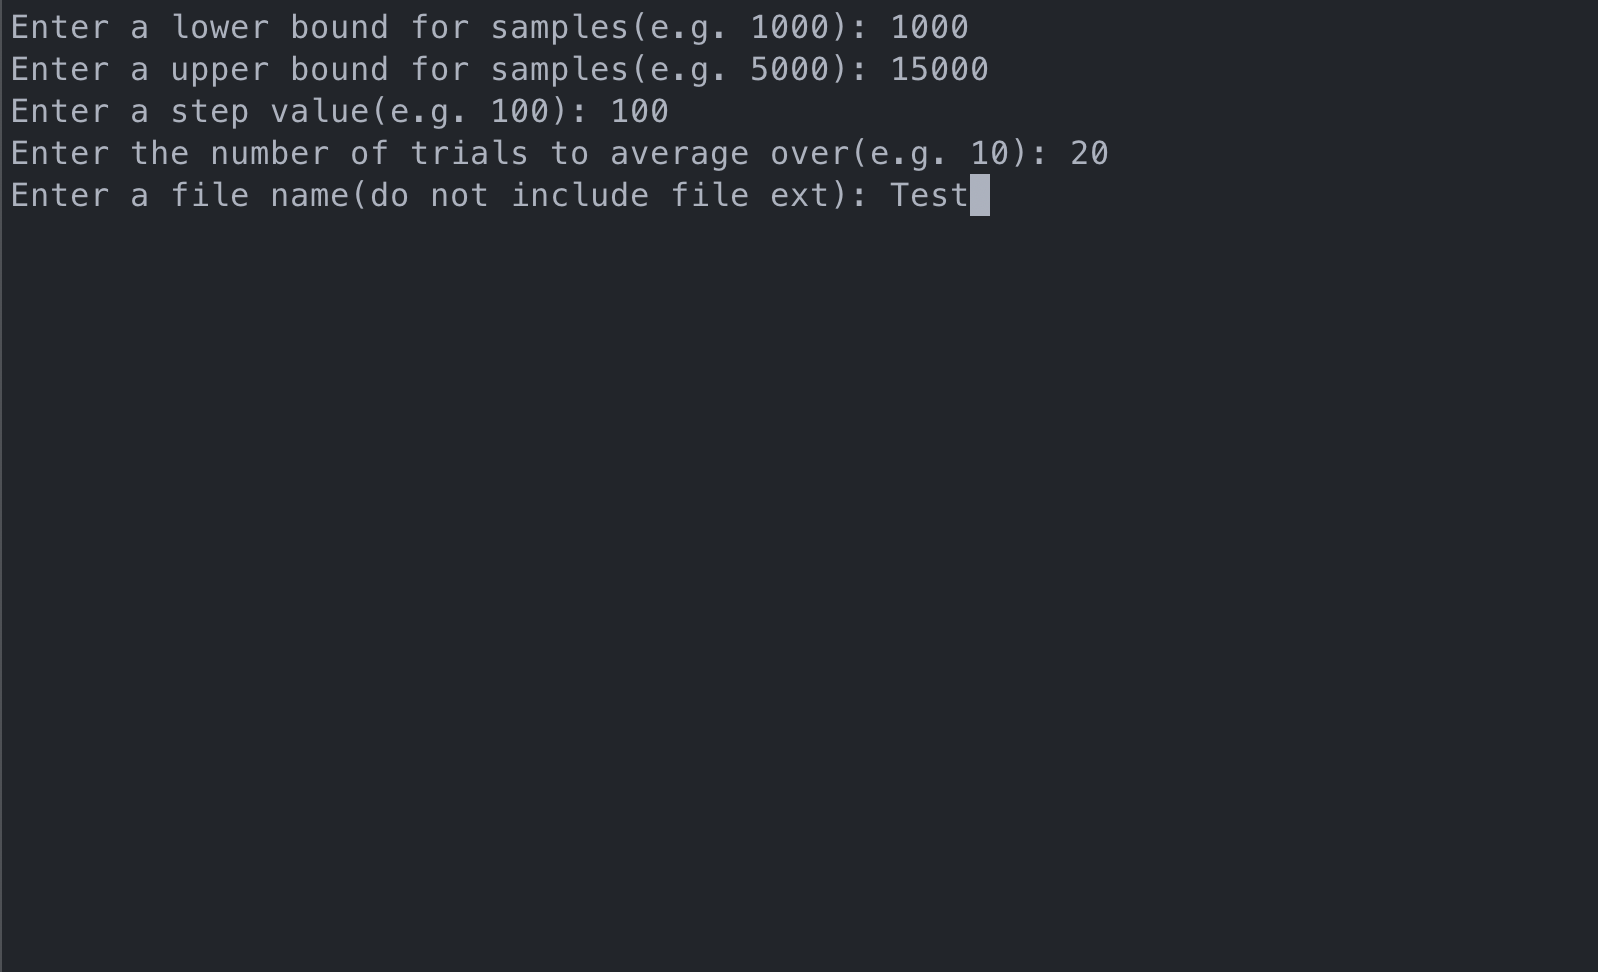 Enter a lower bound for samples(e.g. 1000): 1000
Enter a upper bound for samples(e.g. 5000): 15000
Enter a step value(e.g. 100): 100
Enter the number of trials to average over(e.g. 10): 20
Enter a file name(do not include file ext): Test